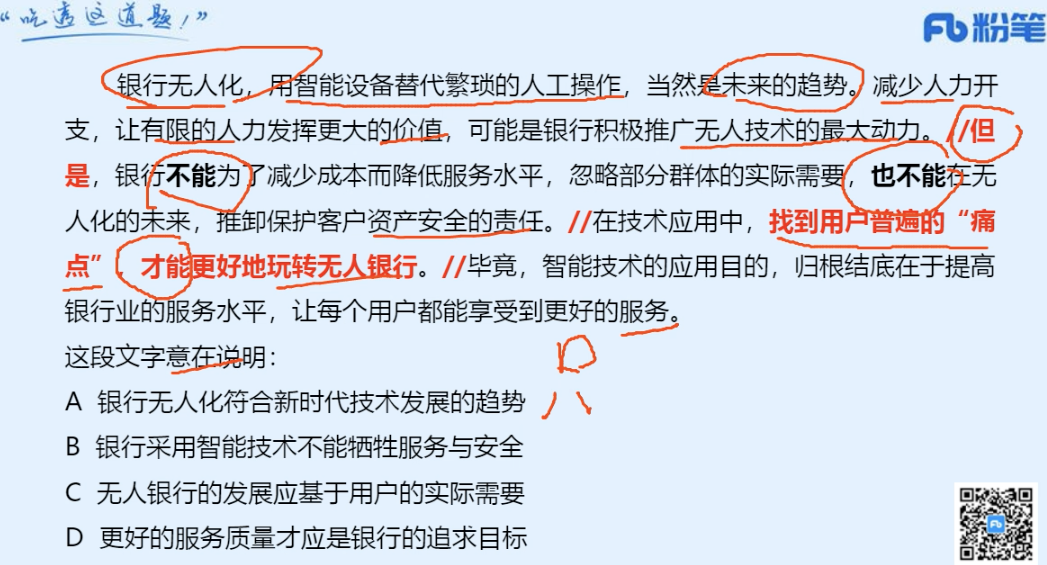 “吃透这道题！”
粉笔
银行无人化，用智能设备替代繁琐的人工操作，当然是未来的趋势。减少人力开
支，让有限的人力发挥更大的价值，可能是银行积极推广无人技术的最大动力。//但
是，银行不能为了减少成本而降低服务水平，忽略部分群体的实际需要，也不能在无
人化的未来，推卸保护客户资产安全的责任。//在技术应用中，找到用户普遍的“痛
点”，才能更好地玩转无人银行。//毕竟，智能技术的应用目的，归根结底在于提高
银行业的服务水平，让每个用户都能享受到更好的服务。
这段文字意在说明：
A 银行无人化符合新时代技术发展的趋势
B 银行采用智能技术不能牺牲服务与安全
C 无人银行的发展应基于用户的实际需要
D 更好的服务质量才应是银行的追求目标